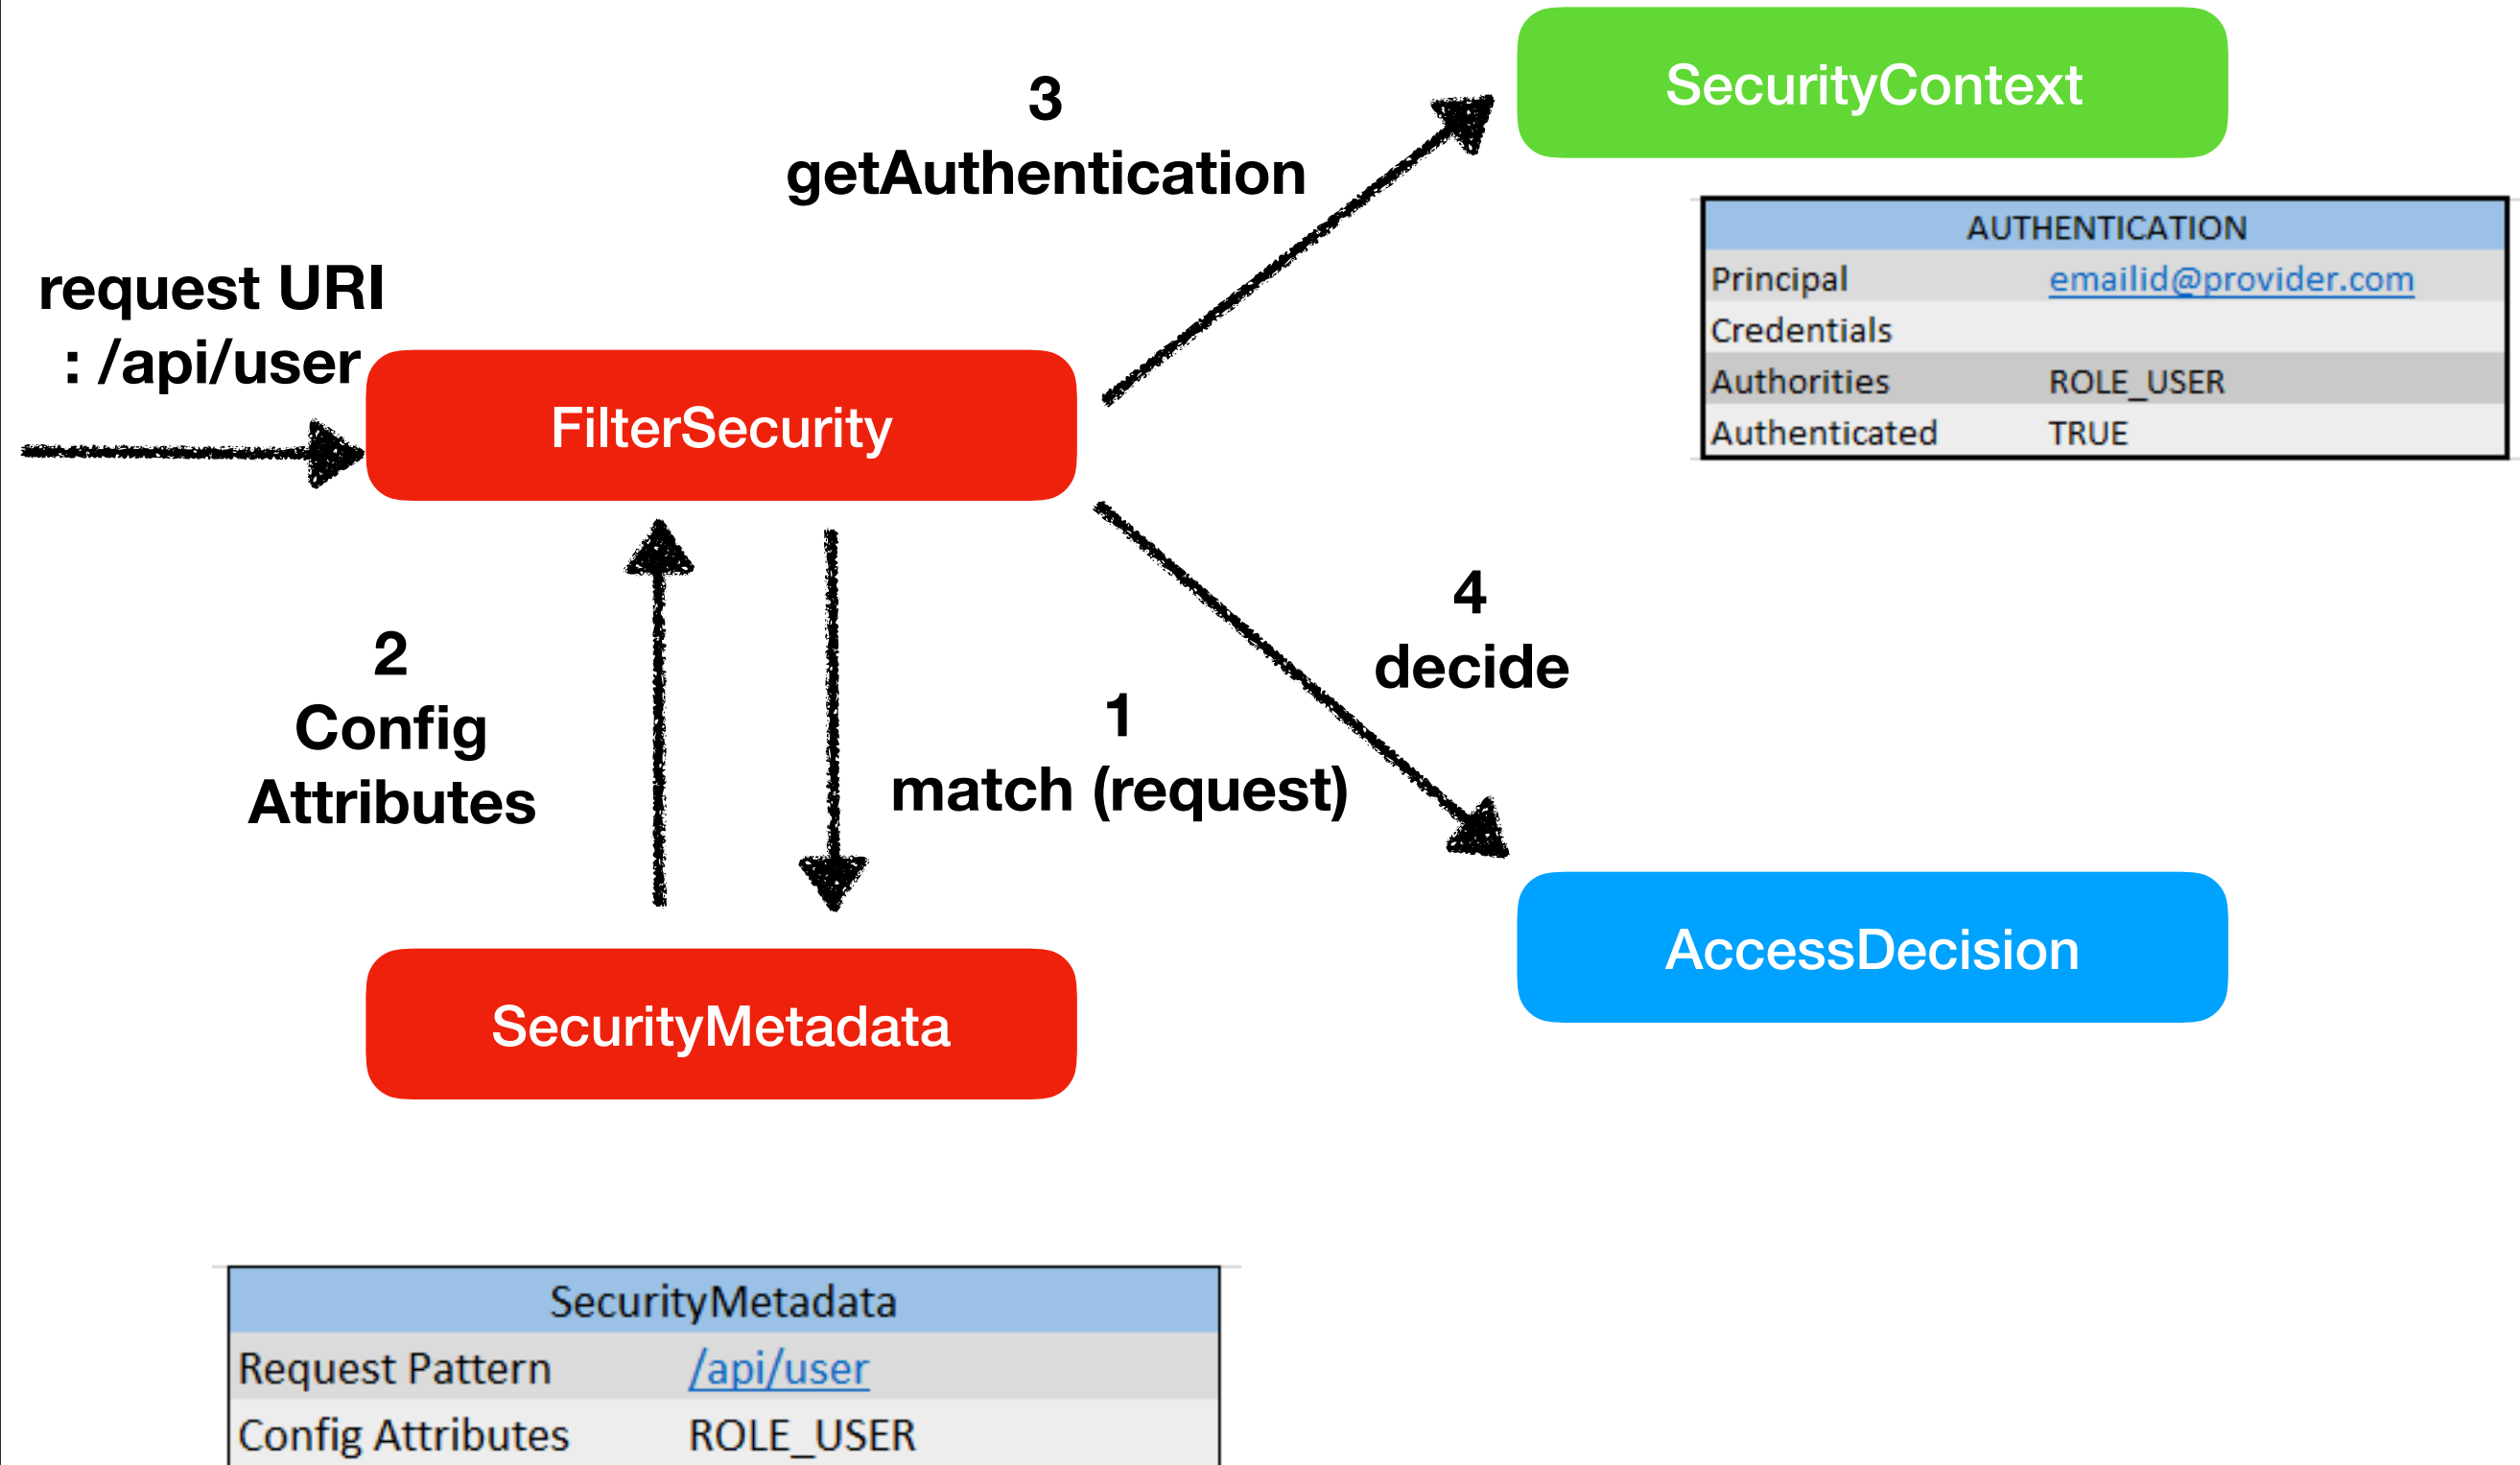 SecurityContext
3
getAuthentication
AUTHENTICATION
Principal emailid@provider.com
Credentials
Authorities ROLE_USER
Authenticated TRUE
request URI
: /api/user
FilterSecurity
2
Config
Attributes
1
match (request)
4
decide
SecurityMetadata
AccessDecision
SecurityMetadata
Request Pattern /api/user
Config Attributes ROLE_USER